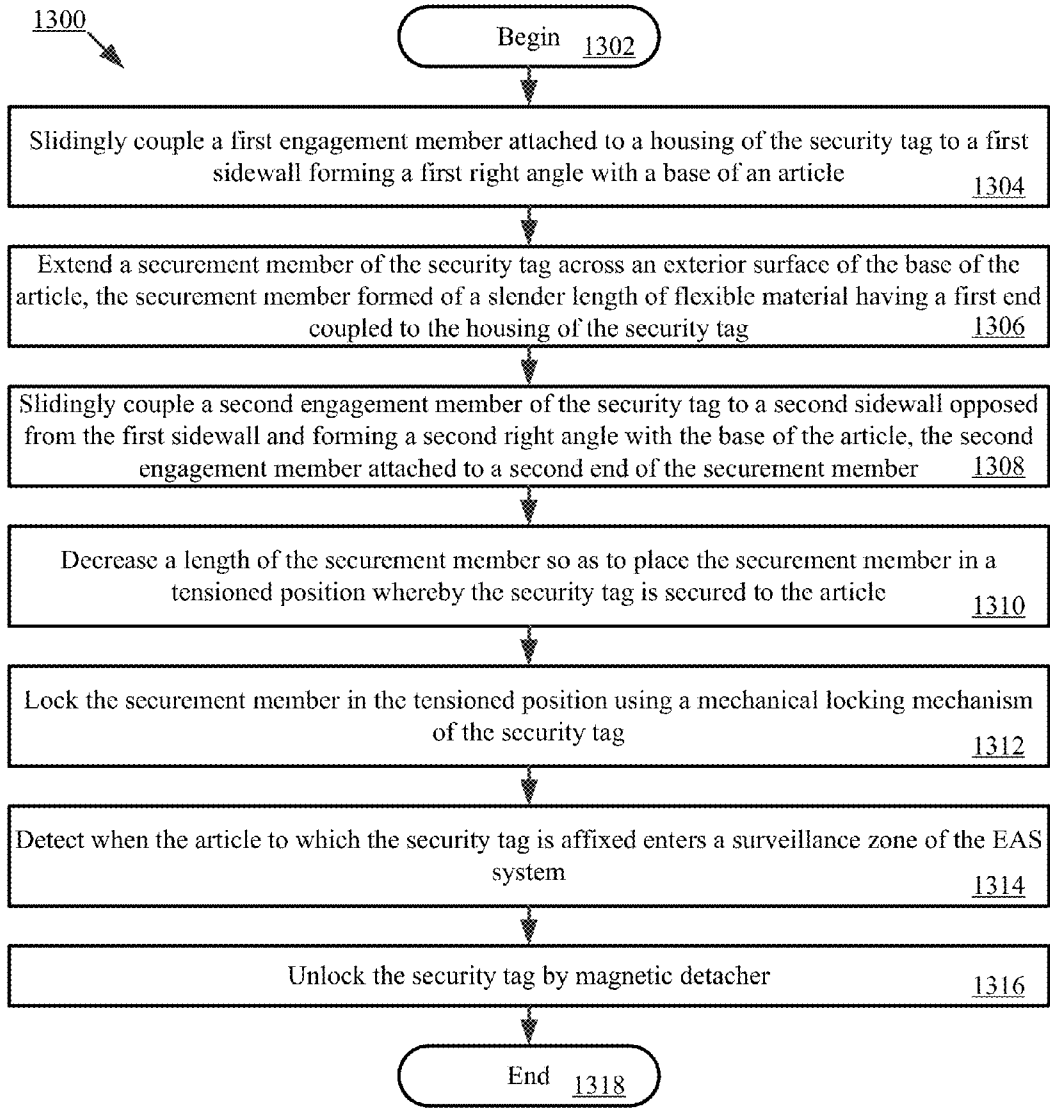 1300
Begin 1302
Slidingly couple a first engagement member attached to a housing of the security tag to a first
sidewall forming a first right angle with a base of an article
1304
Extend a securement member of the security tag across an exterior surface of the base of the
article, the securement member formed of a slender length of flexible material having a first end
coupled to the housing of the security tag
1306
Slidingly couple a second engagement member of the security tag to a second sidewall opposed
from the first sidewall and forming a second right angle with the base of the article, the second
engagement member attached to a second end of the securement member
1308
Decrease a length of the securement member so as to place the securement member in a
tensioned position whereby the security tag is secured to the article
1310
Lock the securement member in the tensioned position using a mechanical locking mechanism
of the security tag
1312
Detect when the article to which the security tag is affixed enters a surveillance zone of the EAS
system
1314
Unlock the security tag by magnetic detacher
1316
End 1318